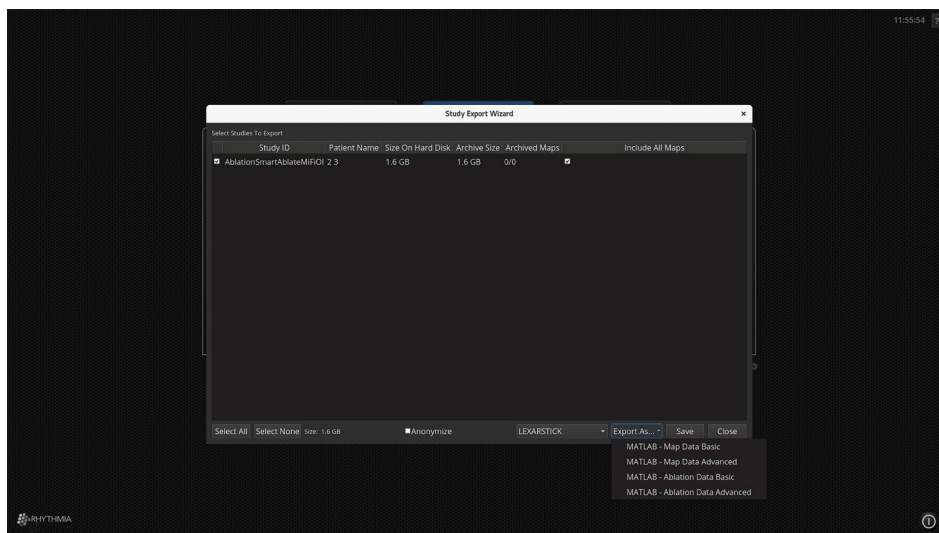 11:55:54 ?
Study Export Wizard ×
Select Studies To Export
Study ID Patient Name Size On Hard Disk Archive Size Archived Maps Include All Maps
AblationSmartAblateMiFiOI 2 3 1.6 GB 1.6 GB 0/0
Select All Select None Size: 1.6 GB Anonymize LEXARSTICK Export As... Save Close
MATLAB - Map Data Basic
MATLAB - Map Data Advanced
MATLAB - Ablation Data Basic
MATLAB - Ablation Data Advanced
RHYTHMIA